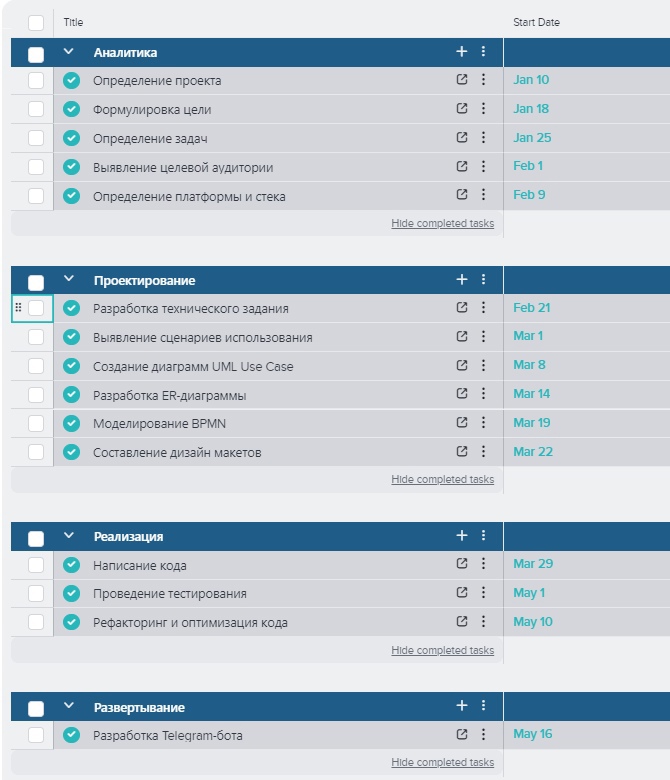 Title Start Date
Аналитика
Определение проекта Jan 10
Формулировка цели Jan 18
Определение задач Jan 25
Выявление целевой аудитории Feb 1
Определение платформы и стека Feb 9
Hide completed tasks
Проектирование
Разработка технического задания Feb 21
Выявление сценариев использования Mar 1
Создание диаграмм UML Use Case Mar 8
Разработка ER-диаграммы Mar 14
Моделирование BPMN Mar 19
Составление дизайн макетов Mar 22
Hide completed tasks
Реализация
Написание кода Mar 29
Проведение тестирования May 1
Рефакторинг и оптимизация кода May 10
Hide completed tasks
Развертывание
Разработка Telegram-бота May 16
Hide completed tasks